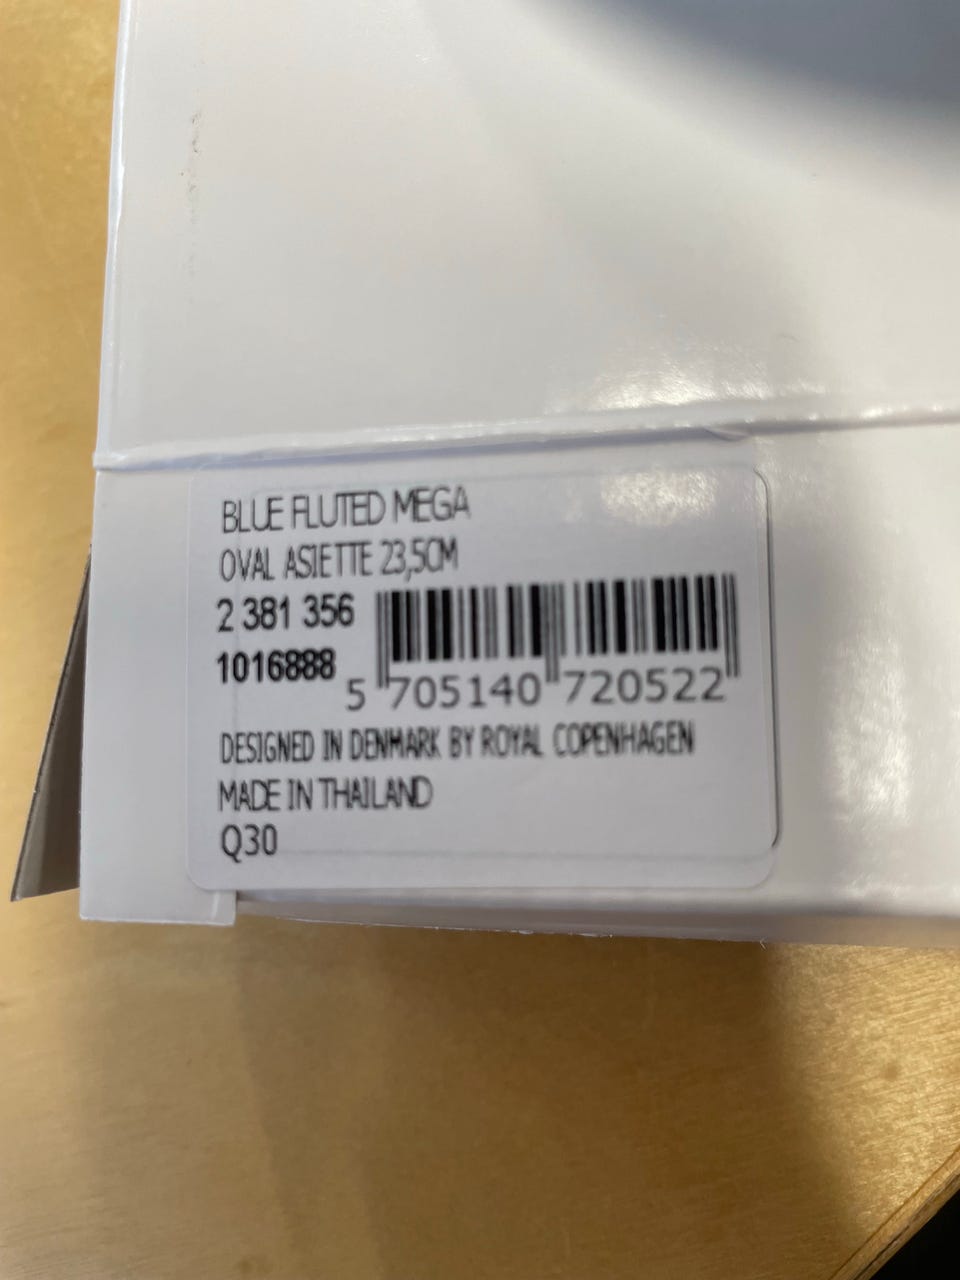 BLUE FLUTED MEGA
OVAL ASIETTE 23,5CM
2 381 356
1016888
5 705140 720522
DESIGNED IN DENMARK BY ROYAL COPENHAGEN
MADE IN THAILAND
Q30